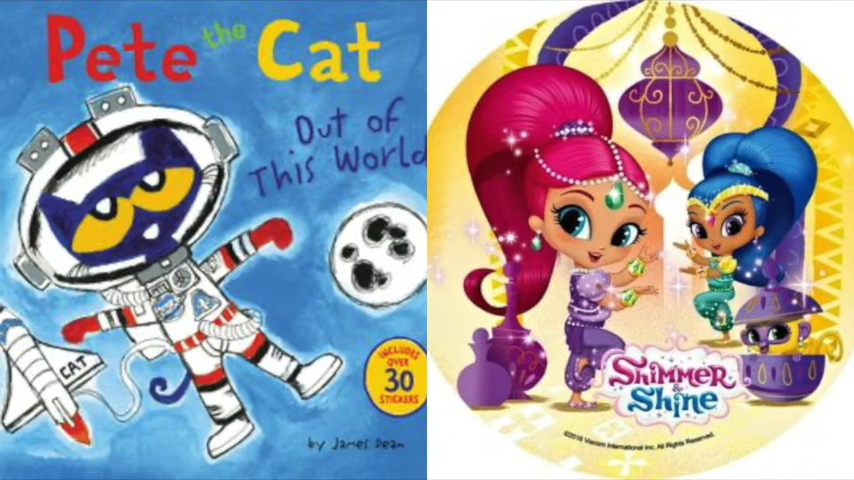 Pete the Cat
Out of
This World
CAT
INCLUDES
OVER
30
STICKERS
by James Dean
Shimmer
&
Shine
©2016 Viacom International Inc. All Rights Reserved.